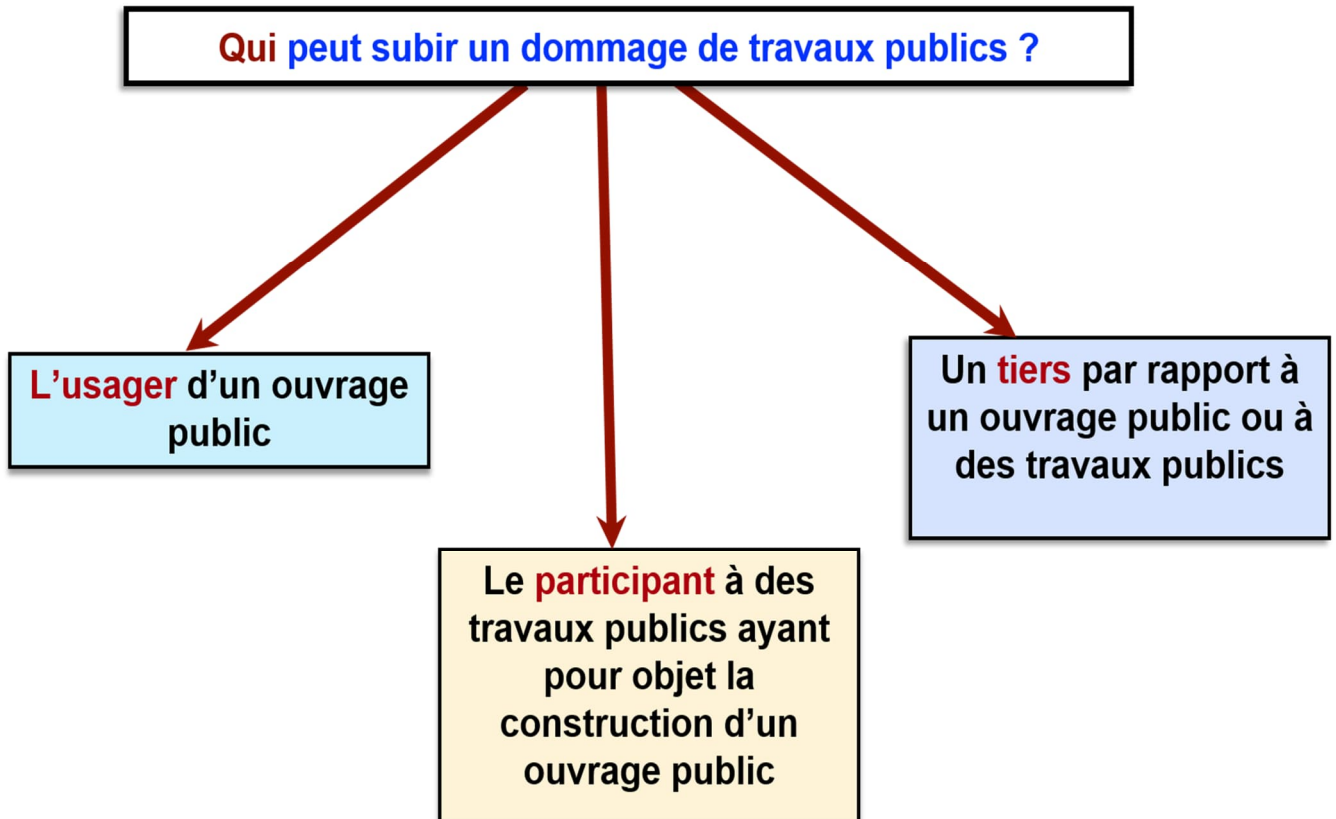 Qui peut subir un dommage de travaux publics ?
L’usager d’un ouvrage
public
Un tiers par rapport à
un ouvrage public ou à
des travaux publics
Le participant à des
travaux publics ayant
pour objet la
construction d’un
ouvrage public